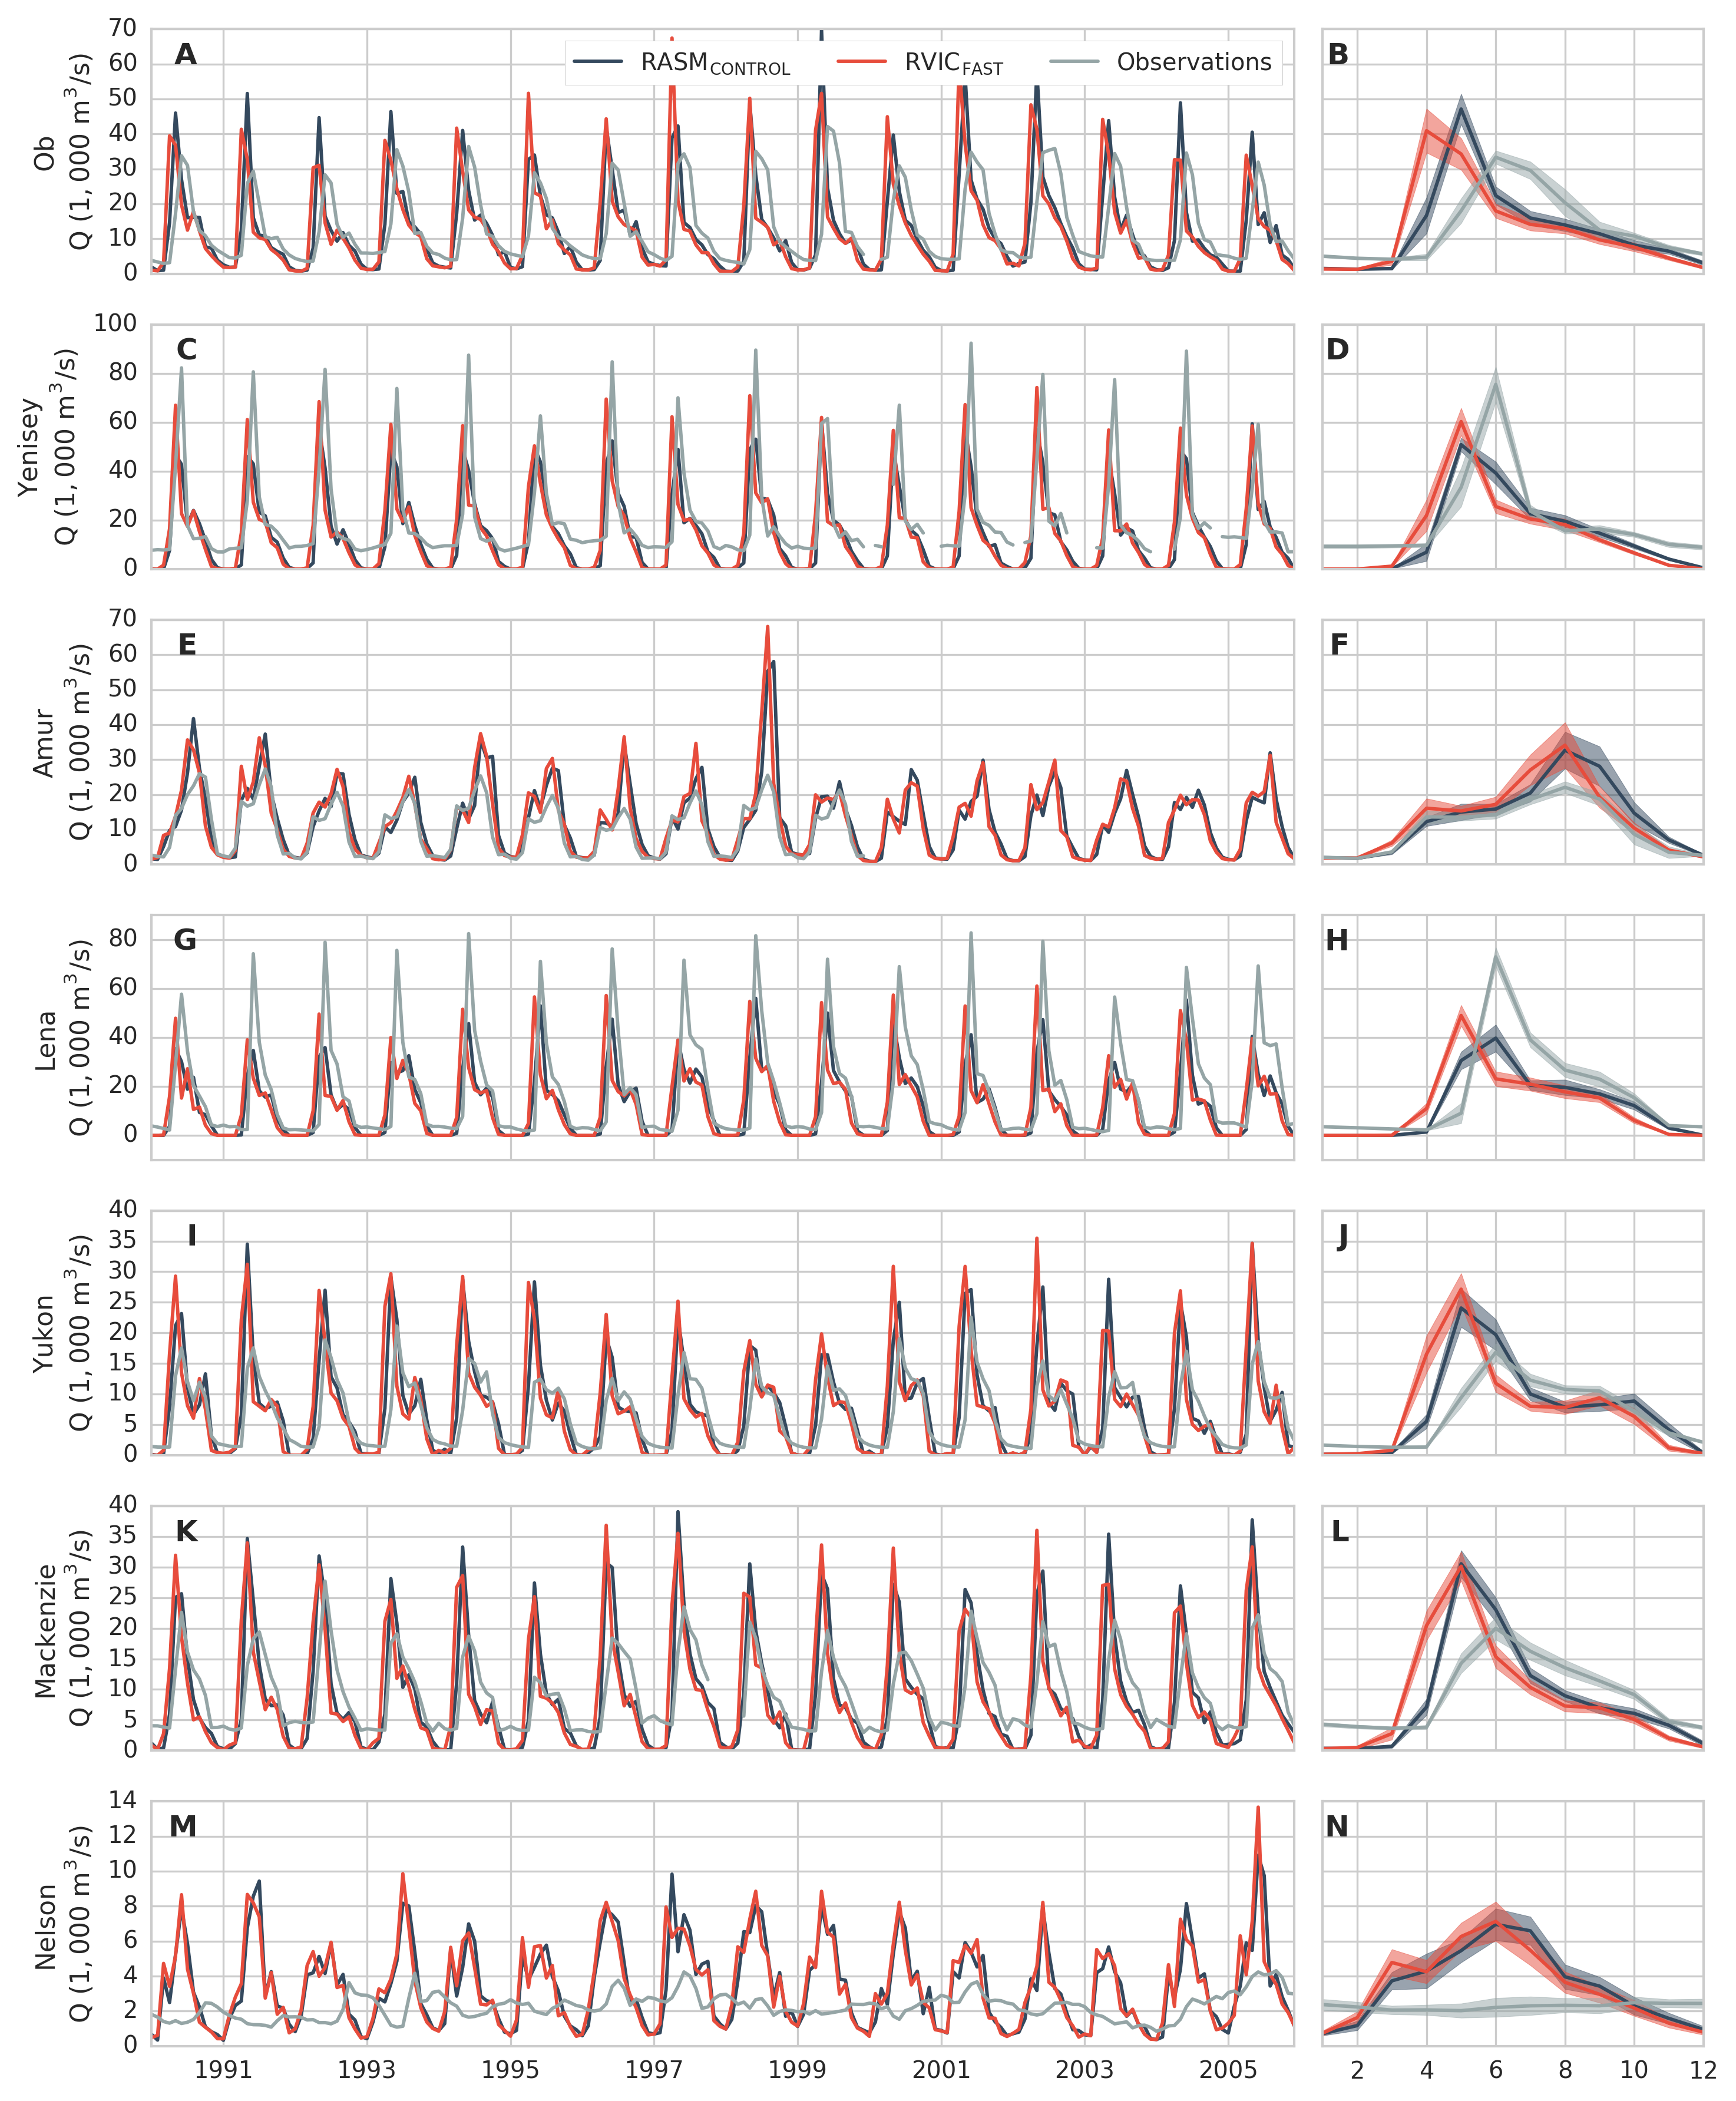 A
RASM_CONTROL RVIC_FAST Observations
B
Ob
Q (1,000 m³/s)
70
60
50
40
30
20
10
0
C
D
Yenisey
Q (1,000 m³/s)
100
80
60
40
20
0
E
F
Amur
Q (1,000 m³/s)
70
60
50
40
30
20
10
0
G
H
Lena
Q (1,000 m³/s)
80
60
40
20
0
I
J
Yukon
Q (1,000 m³/s)
40
35
30
25
20
15
10
5
0
K
L
Mackenzie
Q (1,000 m³/s)
40
35
30
25
20
15
10
5
0
M
N
Nelson
Q (1,000 m³/s)
14
12
10
8
6
4
2
0
1991 1993 1995 1997 1999 2001 2003 2005
2 4 6 8 10 12